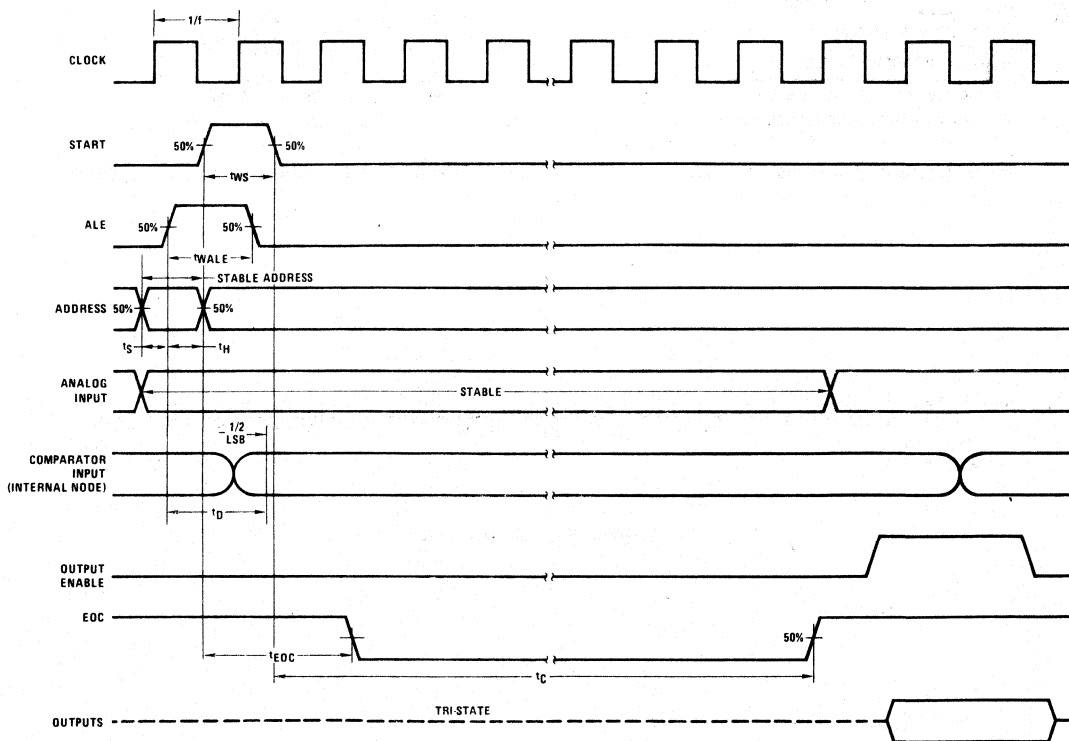 1/f
CLOCK
START
50%
50%
tWS
ALE
50%
50%
tWALE
STABLE ADDRESS
ADDRESS
50%
50%
tS
tH
ANALOG
INPUT
STABLE
1/2
LSB
COMPARATOR
INPUT
(INTERNAL NODE)
tD
OUTPUT
ENABLE
EOC
50%
tEOC
tC
TRI-STATE
OUTPUTS